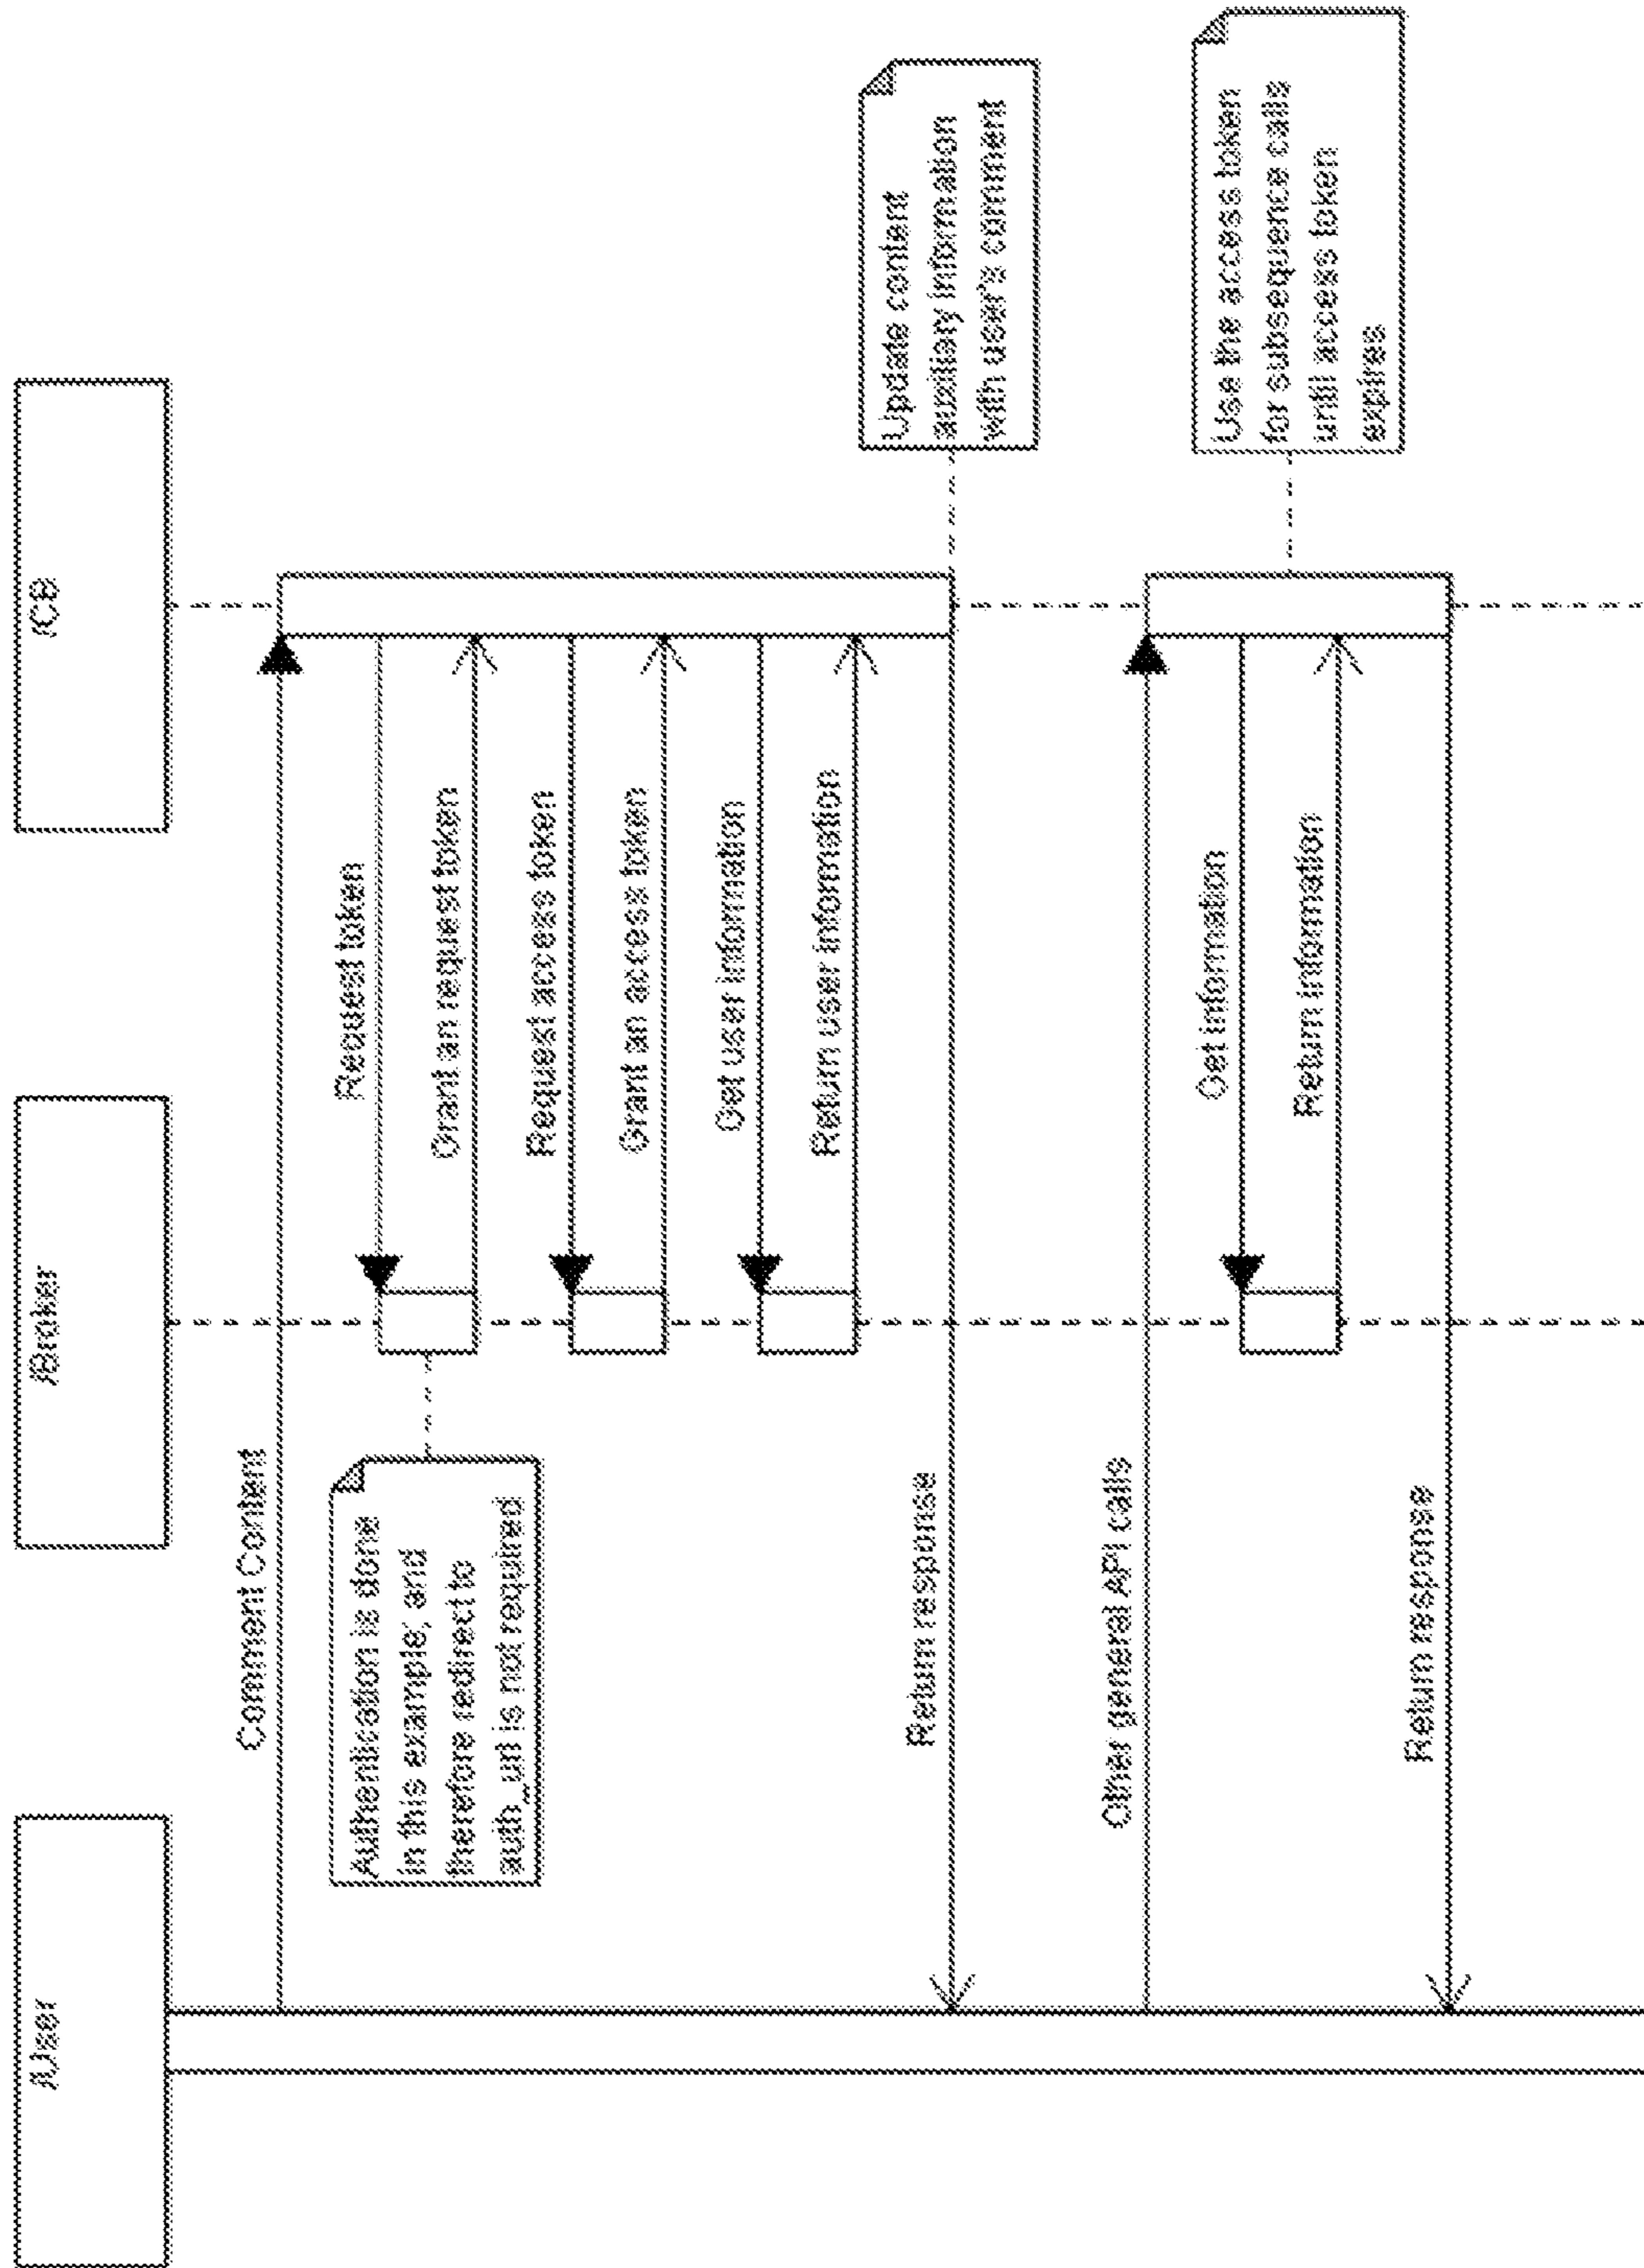 /User
/Broker
/ICB
Comment Content
Request token
Authentication is done
in this example, and
therefore redirect to
auth_url is not required
Grant an request token
Request access token
Grant an access token
Get user information
Return user information
Return response
Update content
auxiliary information
with user's comment
Other general API calls
Get information
Use the access token
for subsequence calls
until access token
expires
Return information
Return response